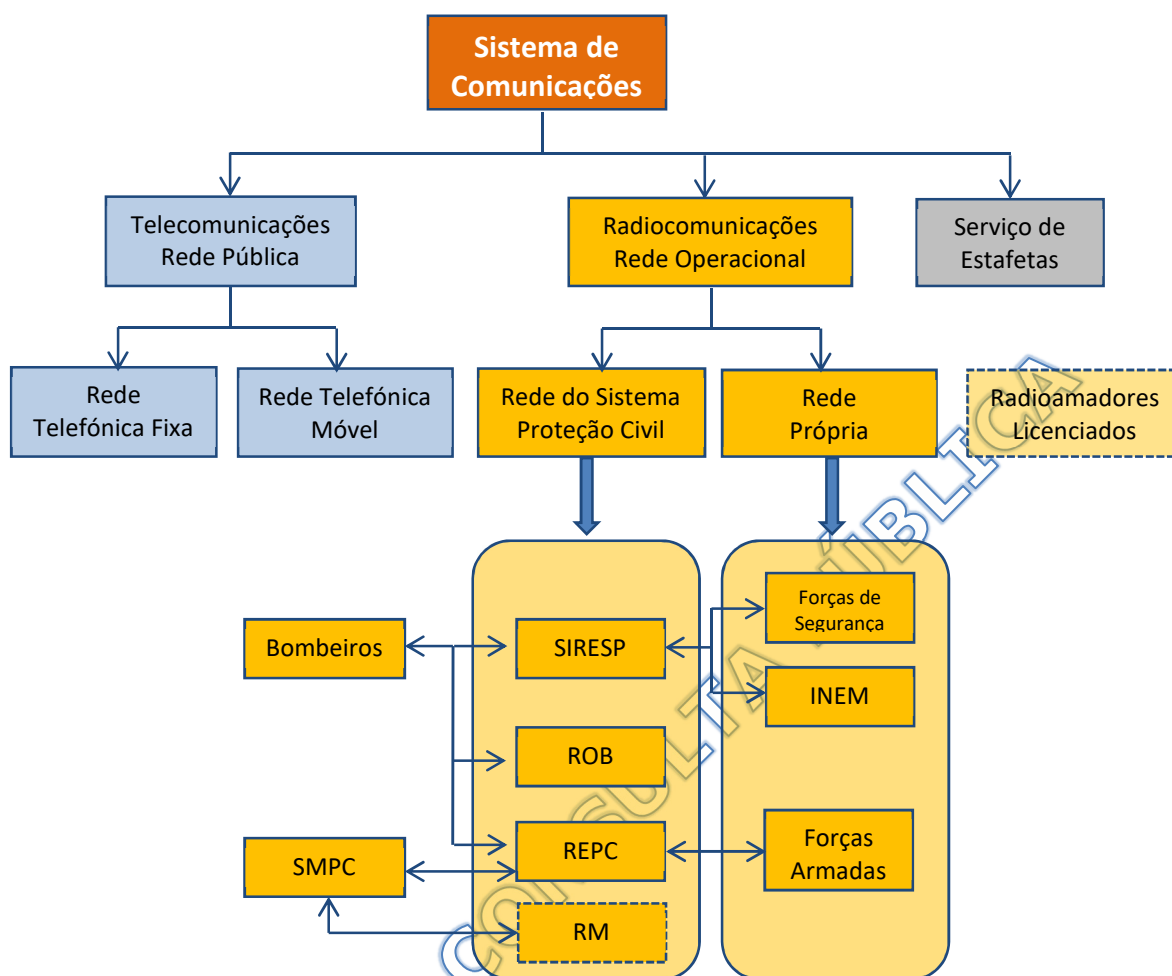 Sistema de
Comunicações
Telecomunicações
Rede Pública
Radiocomunicações
Rede Operacional
Serviço de
Estafetas
Rede
Telefónica Fixa
Rede Telefónica
Móvel
Rede do Sistema
Proteção Civil
Rede
Própria
Radioamadores
Licenciados
Bombeiros
SIRESP
Forças de
Segurança
INEM
ROB
SMPC
REPC
Forças
Armadas
RM
CONSULTA PÚBLICA